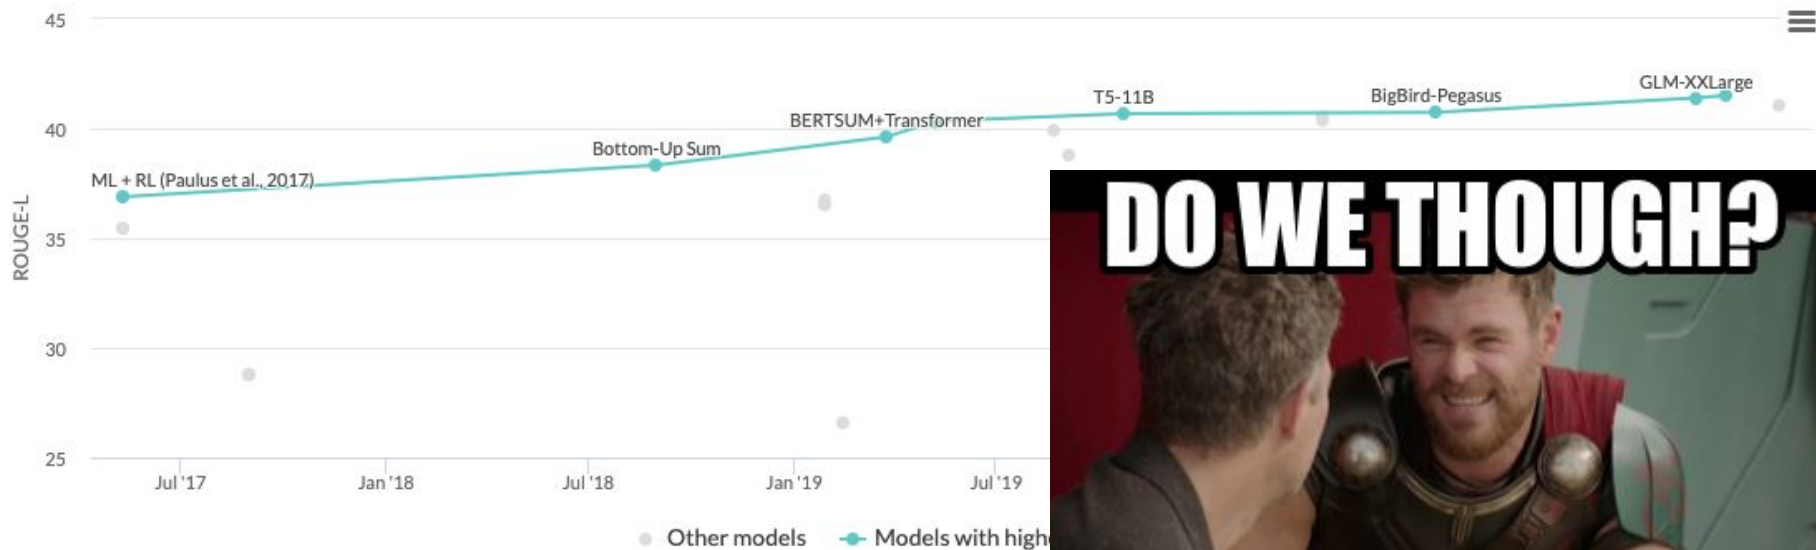 45
GLM-XXLarge
T5-11B
BigBird-Pegasus
BERTSUM+Transformer
40
Bottom-Up Sum
ML + RL (Paulus et al., 2017)
DO WE THOUGH?
ROUGE-L
35
30
25
Jul '17
Jan '18
Jul '18
Jan '19
Jul '19
Other models
Models with